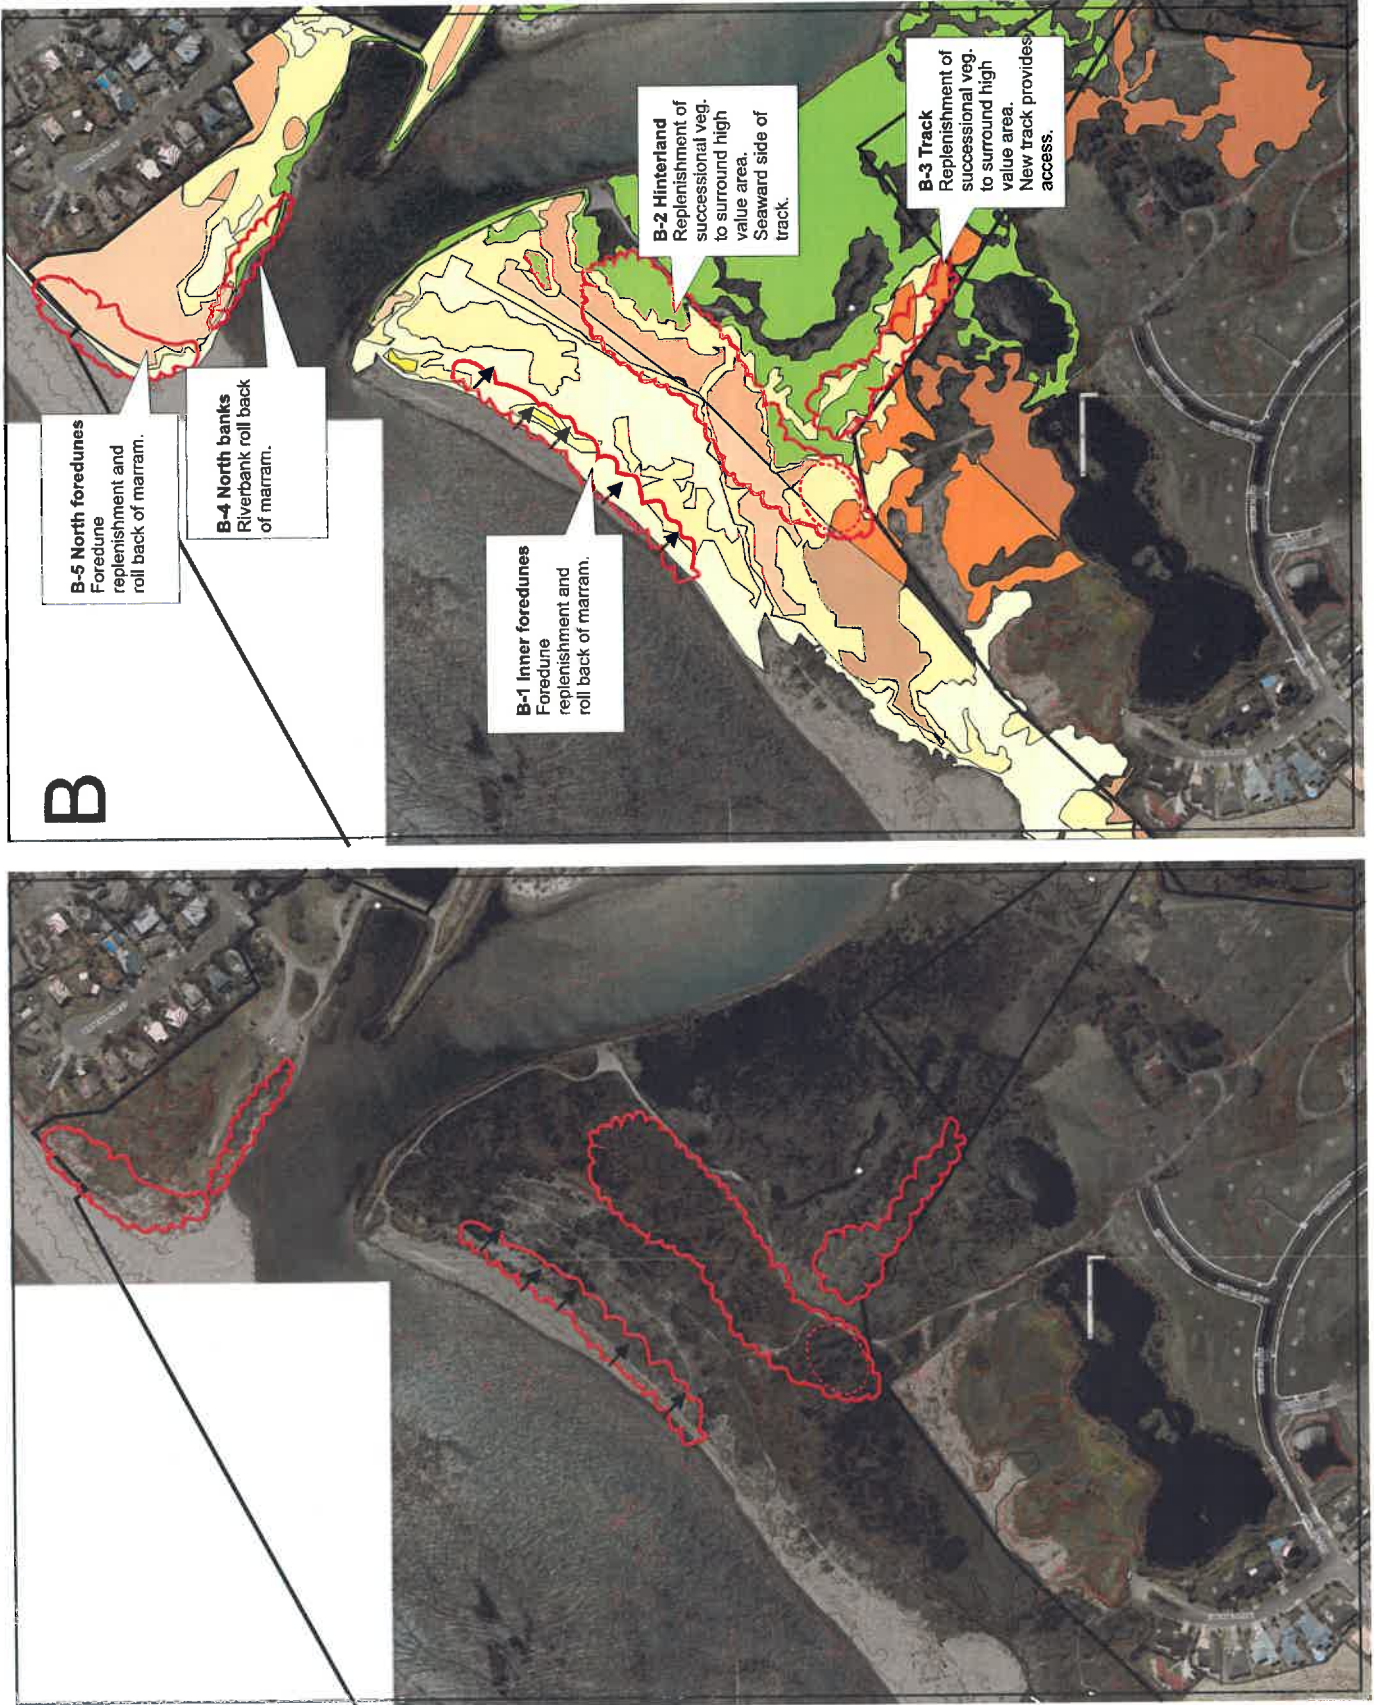 B
B-5 North foredunes
Foredune
replenishment and
roll back of marram.
B-4 North banks
Riverbank roll back
of marram.
B-1 Inner foredunes
Foredune
replenishment and
roll back of marram.
B-2 Hinterland
Replenishment of
successional veg.
to surround high
value area.
Seaward side of
track.
B-3 Track
Replenishment of
successional veg.
to surround high
value area.
New track provides
access.